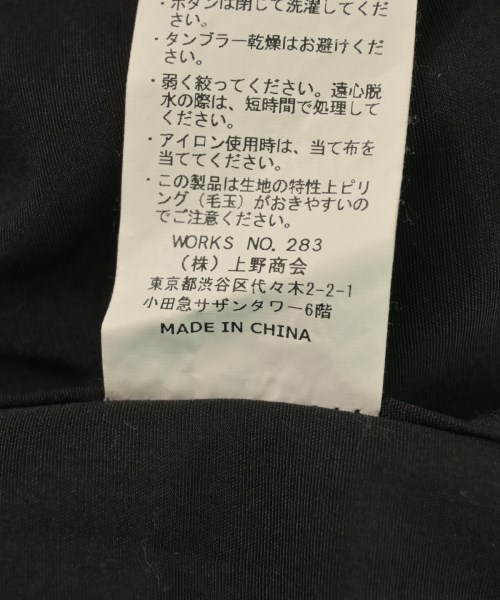 ・ボタンは閉じて洗濯してくだ
さい。
・タンブラー乾燥はお避けくだ
さい。
・弱く絞ってください。遠心脱
水の際は、短時間で処理して
ください。
・アイロン使用時は、当て布を
当ててください。
・この製品は生地の特性上ピリ
ング（毛玉）がおきやすいの
でご注意ください。
WORKS NO. 283
（株）上野商会
東京都渋谷区代々木2-2-1
小田急サザンタワー6階
MADE IN CHINA